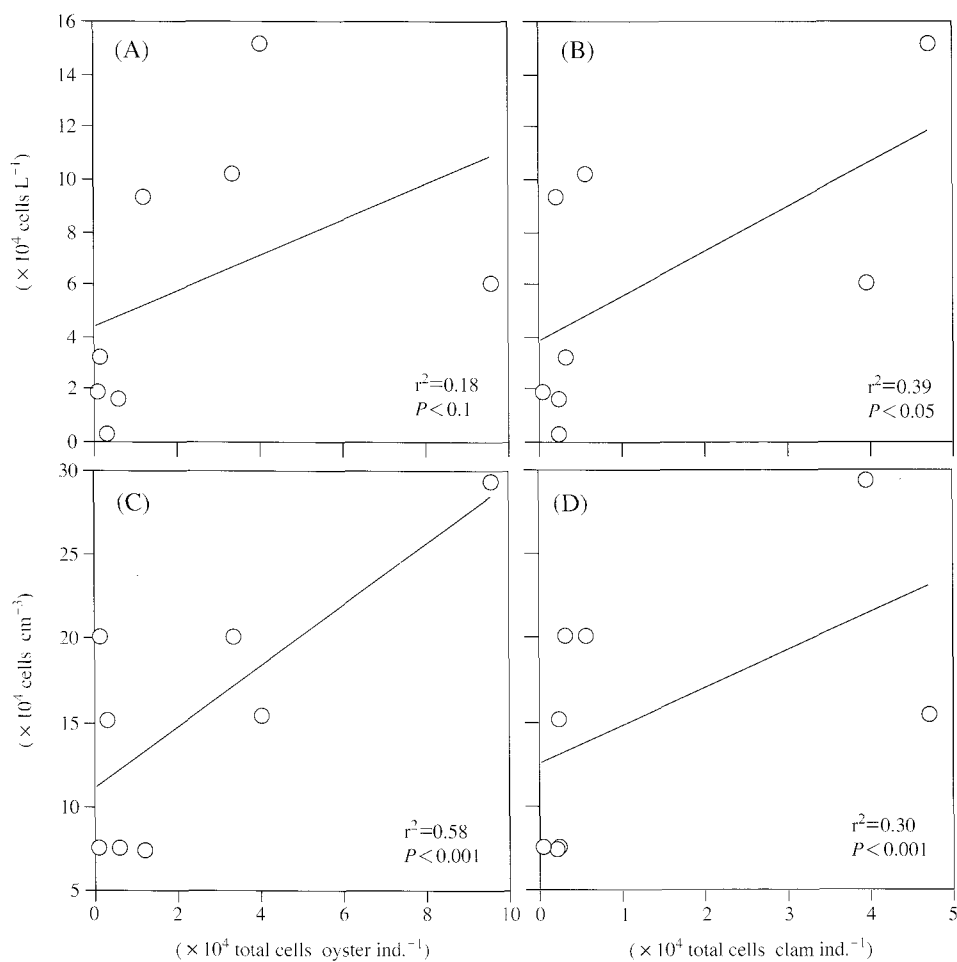 (A)
(B)
16
14
12
10
8
6
4
2
0
(×10⁴ cells L⁻¹)
r²=0.18
P<0.1
r²=0.39
P<0.05
(C)
(D)
30
25
20
15
10
5
(×10⁴ cells cm⁻³)
r²=0.58
P<0.001
r²=0.30
P<0.001
0 2 4 6 8 10
0 1 2 3 4 5
(×10⁴ total cells oyster ind.⁻¹)
(×10⁴ total cells clam ind.⁻¹)